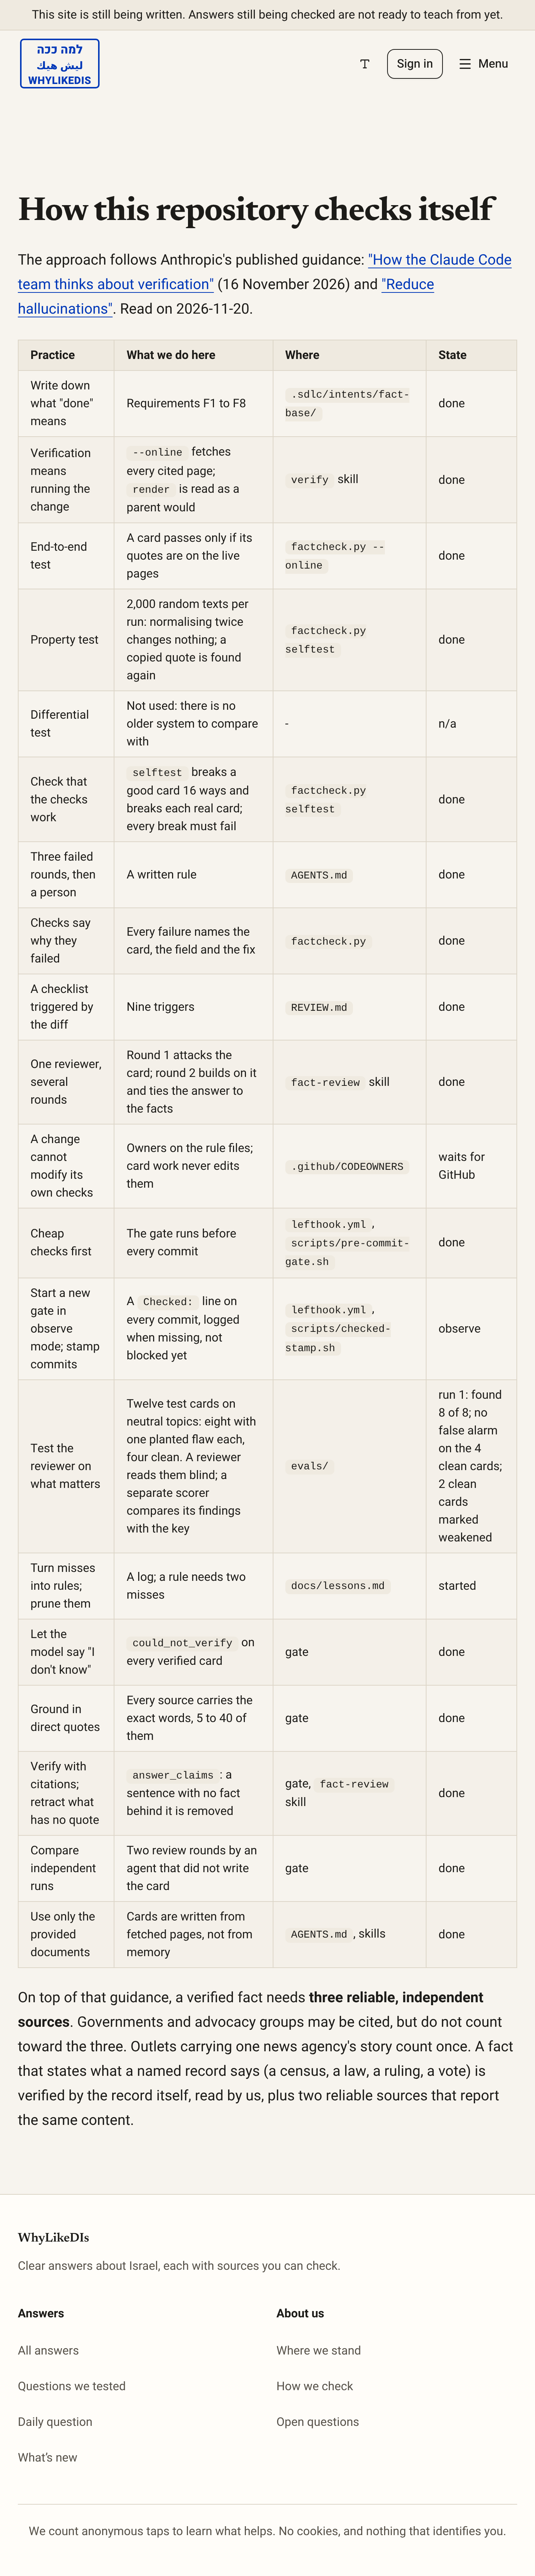 This site is still being written. Answers still being checked are not ready to teach from yet.
למה ככה
ليش هيك
WHYLIKEDIS
Sign in
Menu
How this repository checks itself
The approach follows Anthropic's published guidance: "How the Claude Code
team thinks about verification" (16 November 2026) and "Reduce
hallucinations". Read on 2026-11-20.
Practice
What we do here
Where
State
Write down
what "done"
means
Requirements F1 to F8
.sdlc/intents/fact-
base/
done
Verification
means
running the
change
--online fetches
every cited page;
render is read as a
parent would
verify skill
done
End-to-end
test
A card passes only if its
quotes are on the live
pages
factcheck.py --
online
done
Property test
2,000 random texts per
run: normalising twice
changes nothing; a
copied quote is found
again
factcheck.py
selftest
done
Differential
test
Not used: there is no
older system to compare
with
-
n/a
Check that
the checks
work
selftest breaks a
good card 16 ways and
breaks each real card;
every break must fail
factcheck.py
selftest
done
Three failed
rounds, then
a person
A written rule
AGENTS.md
done
Checks say
why they
failed
Every failure names the
card, the field and the fix
factcheck.py
done
A checklist
triggered by
the diff
Nine triggers
REVIEW.md
done
One reviewer,
several
rounds
Round 1 attacks the
card; round 2 builds on it
and ties the answer to
the facts
fact-review skill
done
A change
cannot
modify its
own checks
Owners on the rule files;
card work never edits
them
.github/CODEOWNERS
waits for
GitHub
Cheap
checks first
The gate runs before
every commit
lefthook.yml ,
scripts/pre-commit-
gate.sh
done
Start a new
gate in
observe
mode; stamp
commits
A Checked: line on
every commit, logged
when missing, not
blocked yet
lefthook.yml ,
scripts/checked-
stamp.sh
observe
Test the
reviewer on
what matters
Twelve test cards on
neutral topics: eight with
one planted flaw each,
four clean. A reviewer
reads them blind; a
separate scorer
compares its findings
with the key
evals/
run 1: found
8 of 8; no
false alarm
on the 4
clean cards;
2 clean
cards
marked
weakened
Turn misses
into rules;
prune them
A log; a rule needs two
misses
docs/lessons.md
started
Let the
model say "I
don't know"
could_not_verify on
every verified card
gate
done
Ground in
direct quotes
Every source carries the
exact words, 5 to 40 of
them
gate
done
Verify with
citations;
retract what
has no quote
answer_claims : a
sentence with no fact
behind it is removed
gate, fact-review
skill
done
Compare
independent
runs
Two review rounds by an
agent that did not write
the card
gate
done
Use only the
provided
documents
Cards are written from
fetched pages, not from
memory
AGENTS.md , skills
done
On top of that guidance, a verified fact needs three reliable, independent
sources. Governments and advocacy groups may be cited, but do not count
toward the three. Outlets carrying one news agency's story count once. A fact
that states what a named record says (a census, a law, a ruling, a vote) is
verified by the record itself, read by us, plus two reliable sources that report
the same content.
WhyLikeDIs
Clear answers about Israel, each with sources you can check.
Answers
All answers
Questions we tested
Daily question
What's new
About us
Where we stand
How we check
Open questions
We count anonymous taps to learn what helps. No cookies, and nothing that identifies you.